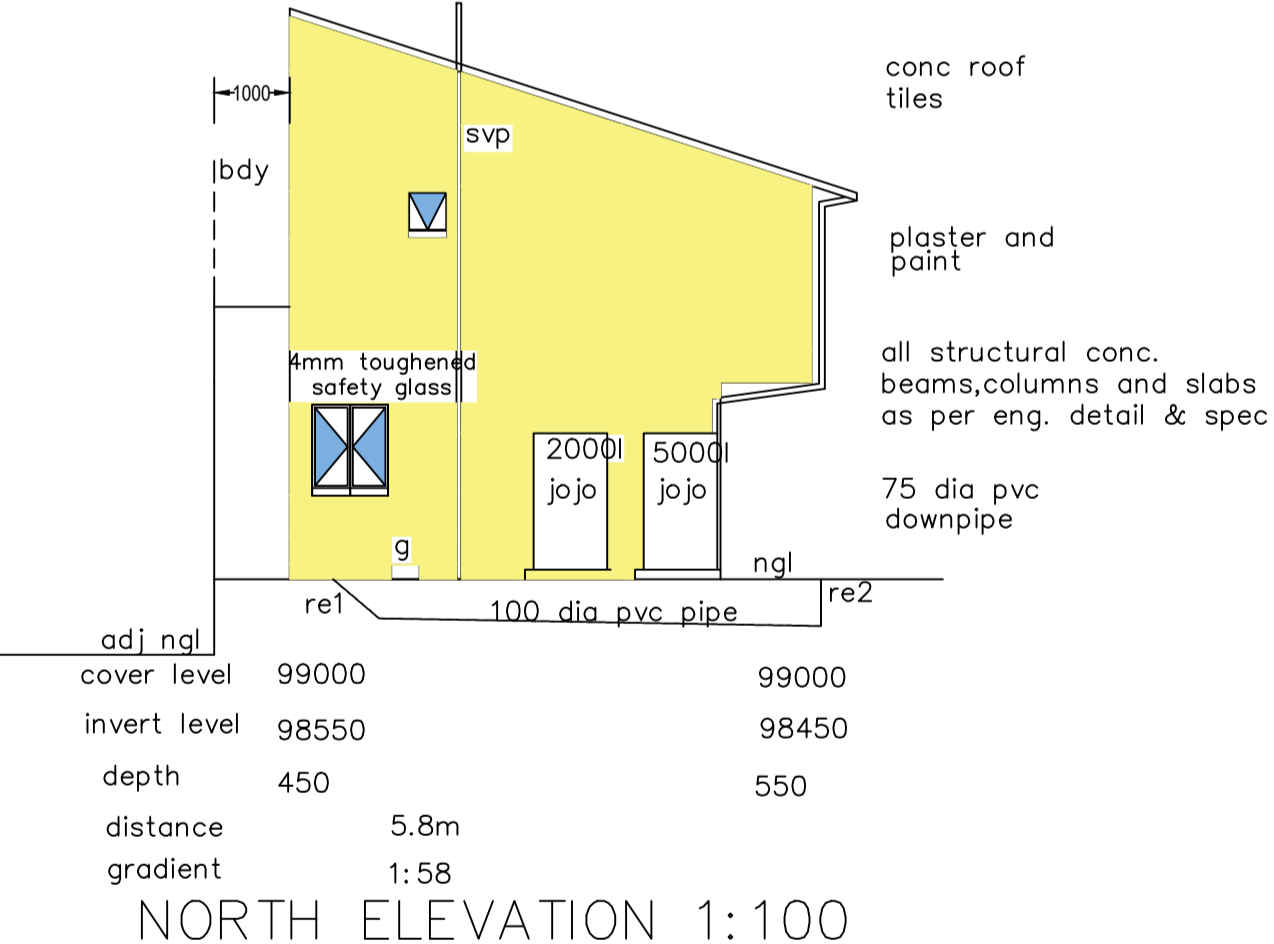 conc roof
tiles
1000
svp
bdy
plaster and
paint
4mm toughened
safety glass
all structural conc.
beams,columns and slabs
as per eng. detail & spec
2000l
jojo
5000l
jojo
75 dia pvc
downpipe
g
ngl
re1
100 dia pvc pipe
re2
adj ngl
cover level 99000 99000
invert level 98550 98450
depth 450 550
distance 5.8m
gradient 1:58
NORTH ELEVATION 1:100